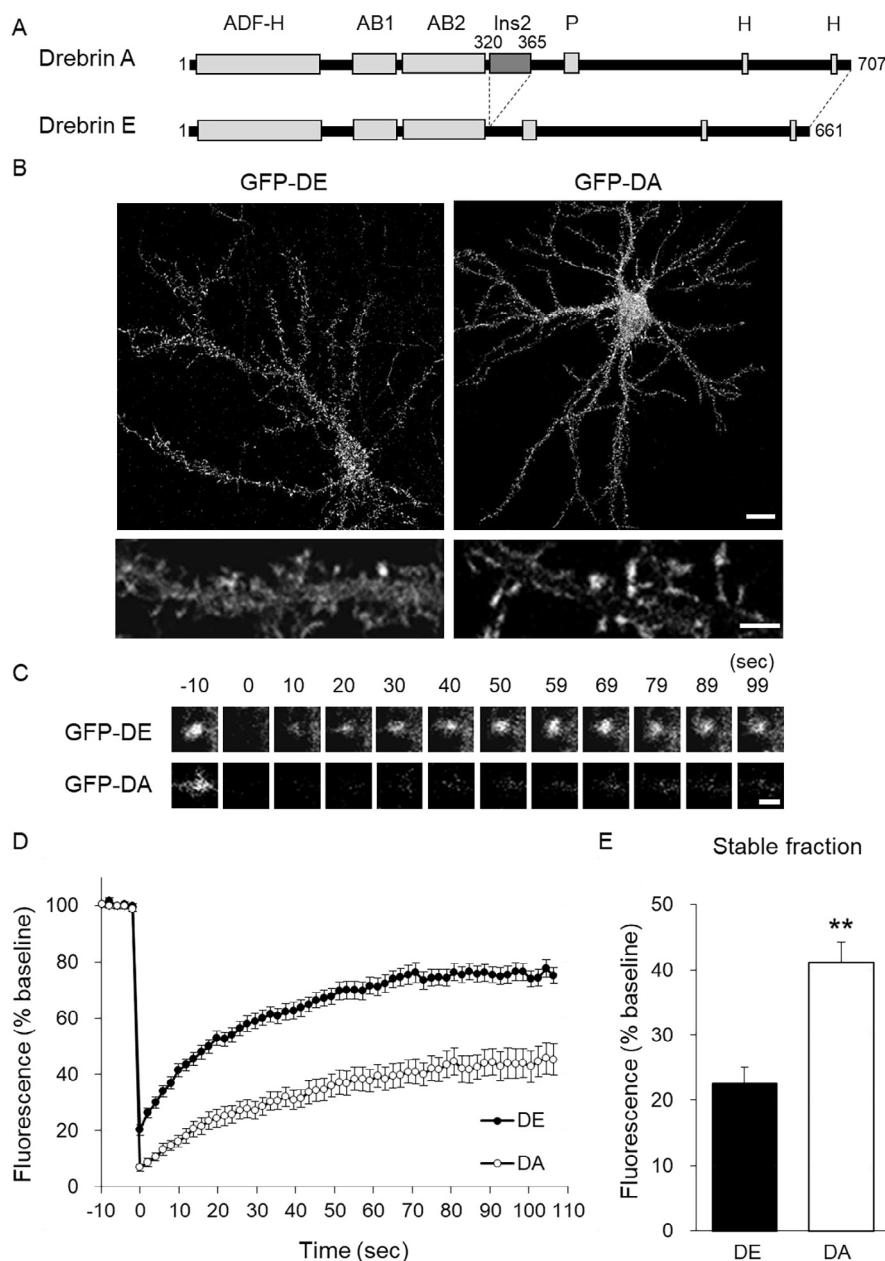 A
ADF-H AB1 AB2 Ins2 P H H
320 365
Drebrin A 1 707
Drebrin E 1 661
B
GFP-DE GFP-DA
C
(sec)
-10 0 10 20 30 40 50 59 69 79 89 99
GFP-DE
GFP-DA
D
Fluorescence (% baseline)
100
80
60
40
20
0
-10 0 10 20 30 40 50 60 70 80 90 100 110
Time (sec)
DE
DA
E
Stable fraction
Fluorescence (% baseline)
50
40
30
20
10
0
**
DE DA